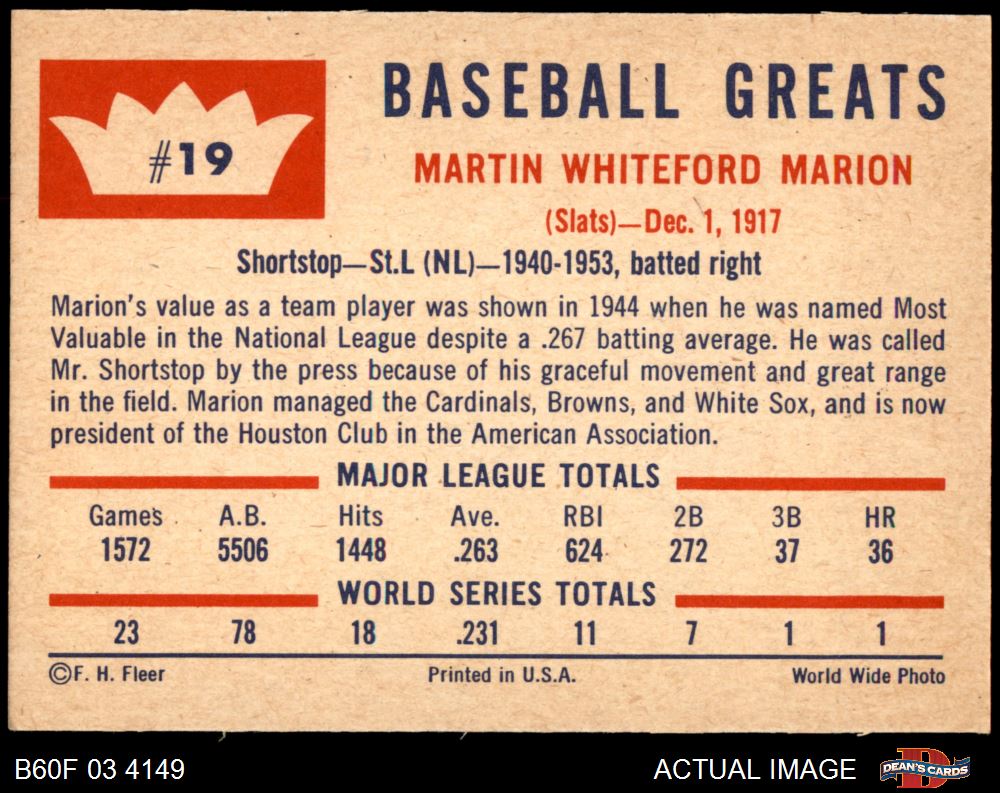 BASEBALL GREATS
#19
MARTIN WHITEFORD MARION
(Slats)—Dec. 1, 1917
Shortstop—St.L (NL)—1940-1953, batted right
Marion's value as a team player was shown in 1944 when he was named Most
Valuable in the National League despite a .267 batting average. He was called
Mr. Shortstop by the press because of his graceful movement and great range
in the field. Marion managed the Cardinals, Browns, and White Sox, and is now
president of the Houston Club in the American Association.
MAJOR LEAGUE TOTALS
Games A.B. Hits Ave. RBI 2B 3B HR
1572 5506 1448 .263 624 272 37 36
WORLD SERIES TOTALS
23 78 18 .231 11 7 1 1
©F. H. Fleer Printed in U.S.A. World Wide Photo
B60F 03 4149 ACTUAL IMAGE DEAN'S CARDS